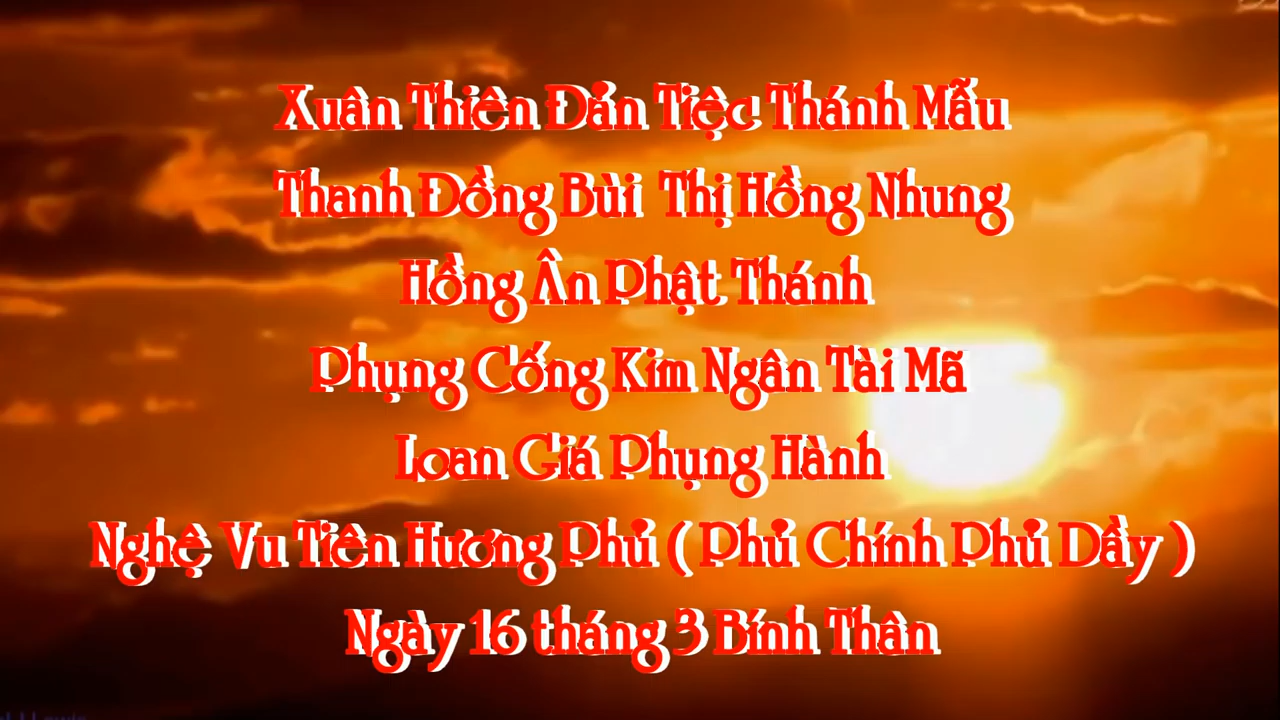 Xuân Thiên Đản Tiệc Thánh Mẫu
Thanh Đồng Bùi Thị Hồng Nhung
Hồng Ân Phật Thánh
Phụng Cống Kim Ngân Tài Mã
Loan Giá Phụng Hành
Nghệ Vu Tiên Hương Phủ ( Phủ Chính Phủ Dầy )
Ngày 16 tháng 3 Bính Thân